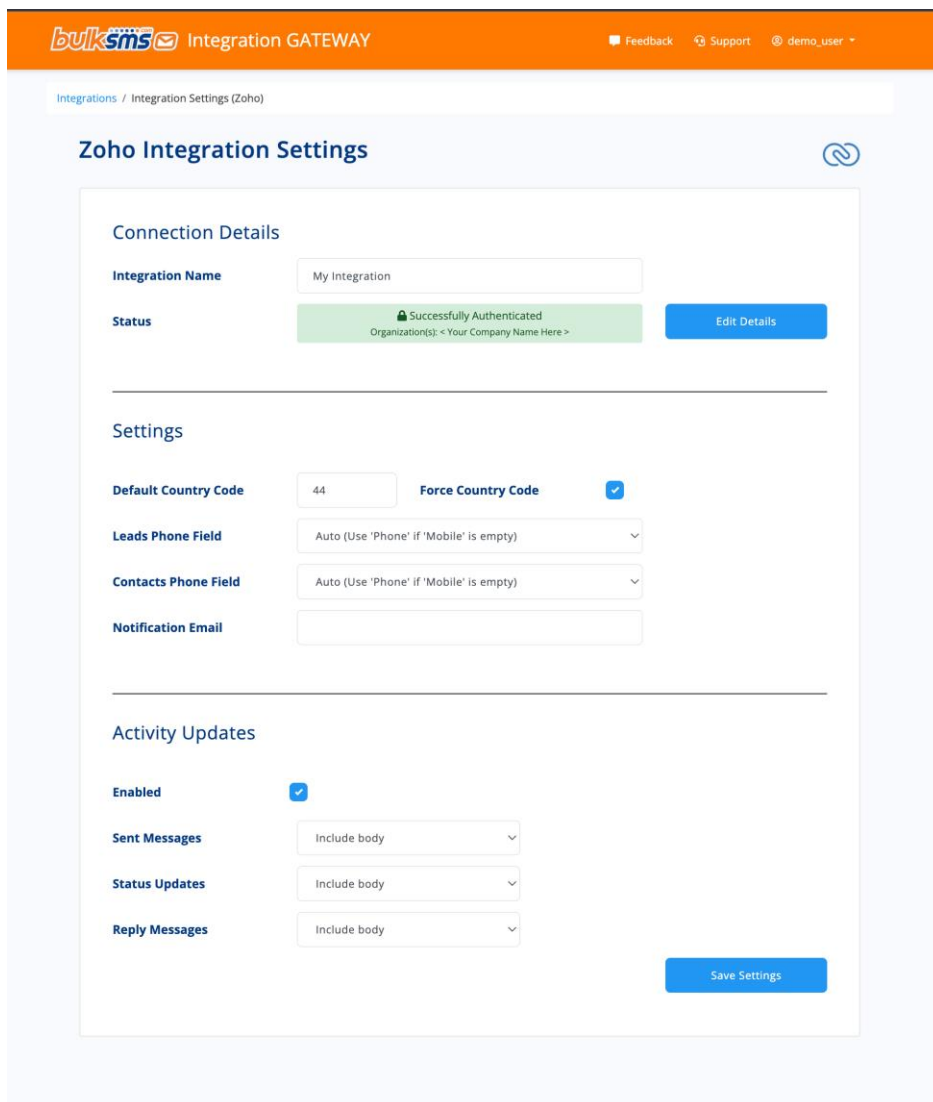 bulksms Integration GATEWAY
Feedback Support demo_user
Integrations / Integration Settings (Zoho)
Zoho Integration Settings
Connection Details
Integration Name My Integration
Status Successfully Authenticated
Organization(s): < Your Company Name Here >
Edit Details
Settings
Default Country Code 44 Force Country Code
Leads Phone Field Auto (Use 'Phone' if 'Mobile' is empty)
Contacts Phone Field Auto (Use 'Phone' if 'Mobile' is empty)
Notification Email
Activity Updates
Enabled
Sent Messages Include body
Status Updates Include body
Reply Messages Include body
Save Settings